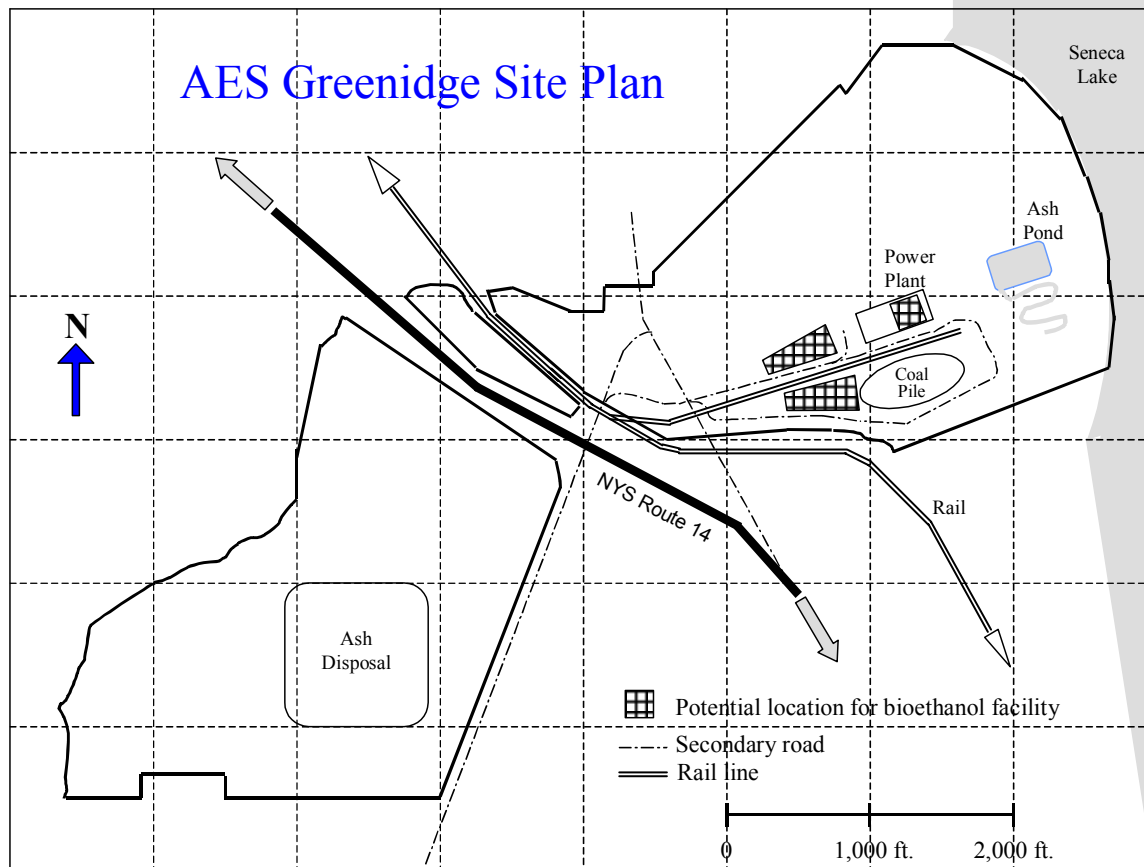 AES Greenidge Site Plan
Seneca
Lake
Ash
Pond
Power
Plant
N
Coal
Pile
NYS Route 14
Rail
Ash
Disposal
Potential location for bioethanol facility
Secondary road
Rail line
0
1,000 ft.
2,000 ft.